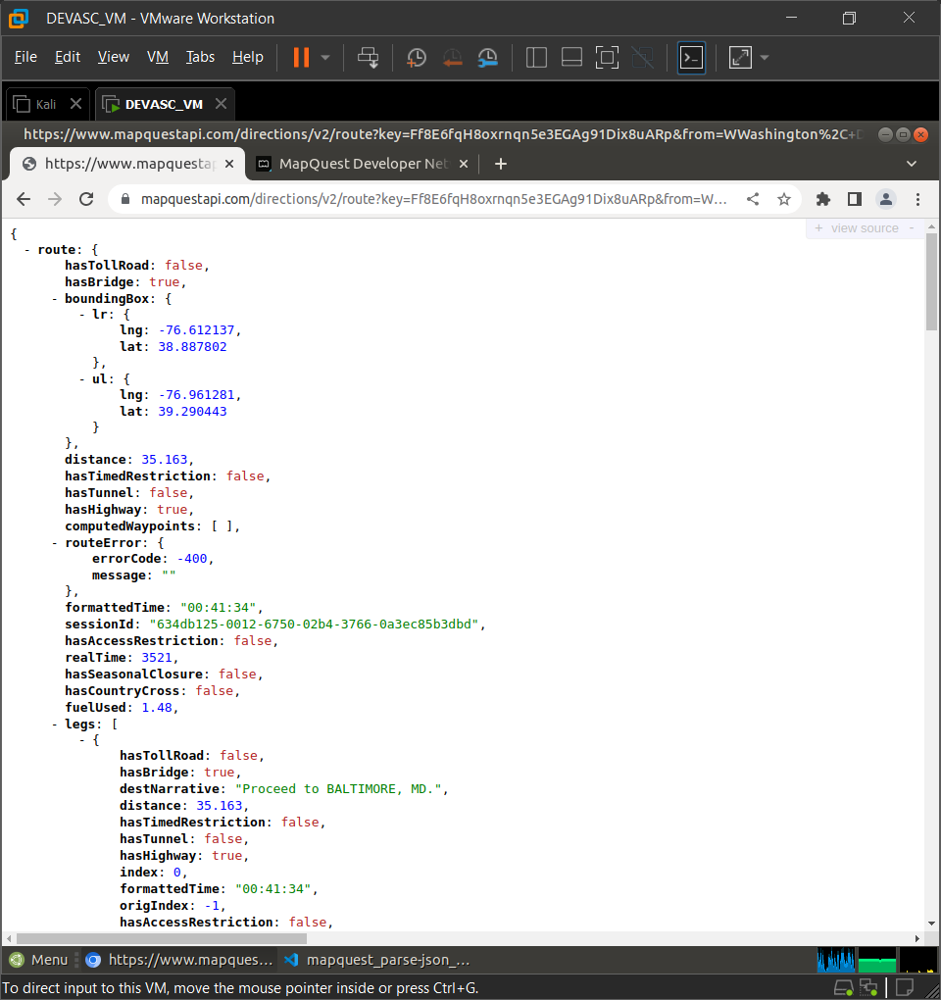 DEVASC_VM - VMware Workstation
File Edit View VM Tabs Help
Kali DEVASC_VM
https://www.mapquestapi.com/directions/v2/route?key=Ff8E6fqH8oxrnqn5e3EGAg91Dix8uARp&from=WWashington%2C+D
https://www.mapquestap MapQuest Developer Net
mapquestapi.com/directions/v2/route?key=Ff8E6fqH8oxrnqn5e3EGAg91Dix8uARp&from=W...
+ view source -
{
- route: {
hasTollRoad: false,
hasBridge: true,
- boundingBox: {
- lr: {
lng: -76.612137,
lat: 38.887802
},
- ul: {
lng: -76.961281,
lat: 39.290443
}
},
distance: 35.163,
hasTimedRestriction: false,
hasTunnel: false,
hasHighway: true,
computedWaypoints: [ ],
- routeError: {
errorCode: -400,
message: ""
},
formattedTime: "00:41:34",
sessionId: "634db125-0012-6750-02b4-3766-0a3ec85b3dbd",
hasAccessRestriction: false,
realTime: 3521,
hasSeasonalClosure: false,
hasCountryCross: false,
fuelUsed: 1.48,
- legs: [
- {
hasTollRoad: false,
hasBridge: true,
destNarrative: "Proceed to BALTIMORE, MD.",
distance: 35.163,
hasTimedRestriction: false,
hasTunnel: false,
hasHighway: true,
index: 0,
formattedTime: "00:41:34",
origIndex: -1,
hasAccessRestriction: false,
Menu https://www.mapques... mapquest_parse-json_...
To direct input to this VM, move the mouse pointer inside or press Ctrl+G.